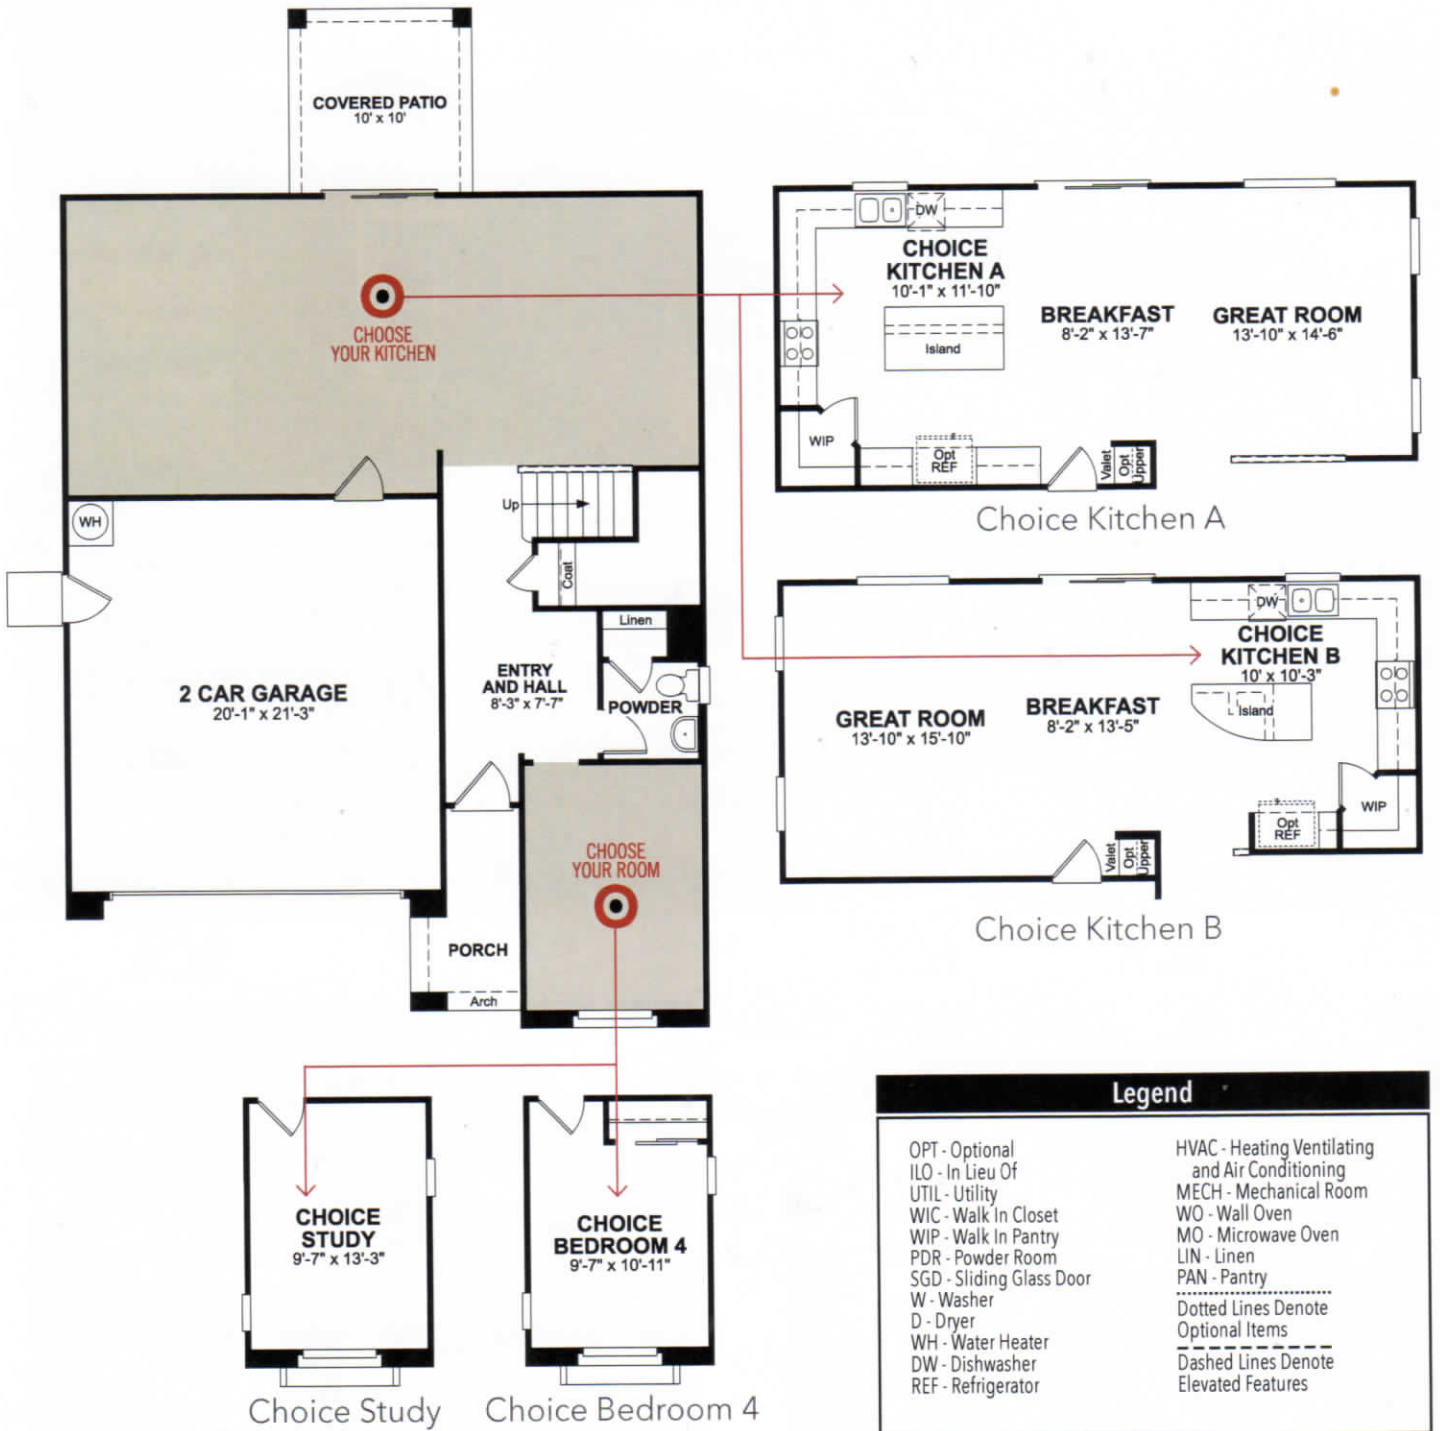 COVERED PATIO
10' x 10'
CHOOSE
YOUR KITCHEN
WH
Up
Coat
Linen
ENTRY
AND HALL
8'-3" x 7'-7"
POWDER
2 CAR GARAGE
20'-1" x 21'-3"
CHOOSE
YOUR ROOM
PORCH
Arch
DW
CHOICE
KITCHEN A
10'-1" x 11'-10"
Island
BREAKFAST
8'-2" x 13'-7"
GREAT ROOM
13'-10" x 14'-6"
WIP
Opt
REF
Valet
Opt
Upper
Choice Kitchen A
DW
CHOICE
KITCHEN B
10' x 10'-3"
Island
GREAT ROOM
13'-10" x 15'-10"
BREAKFAST
8'-2" x 13'-5"
WIP
Opt
REF
Valet
Opt
Upper
Choice Kitchen B
CHOICE
STUDY
9'-7" x 13'-3"
Choice Study
CHOICE
BEDROOM 4
9'-7" x 10'-11"
Choice Bedroom 4
Legend
OPT - Optional
ILO - In Lieu Of
UTIL - Utility
WIC - Walk In Closet
WIP - Walk In Pantry
PDR - Powder Room
SGD - Sliding Glass Door
W - Washer
D - Dryer
WH - Water Heater
DW - Dishwasher
REF - Refrigerator
HVAC - Heating Ventilating
and Air Conditioning
MECH - Mechanical Room
WO - Wall Oven
MO - Microwave Oven
LIN - Linen
PAN - Pantry
Dotted Lines Denote
Optional Items
Dashed Lines Denote
Elevated Features